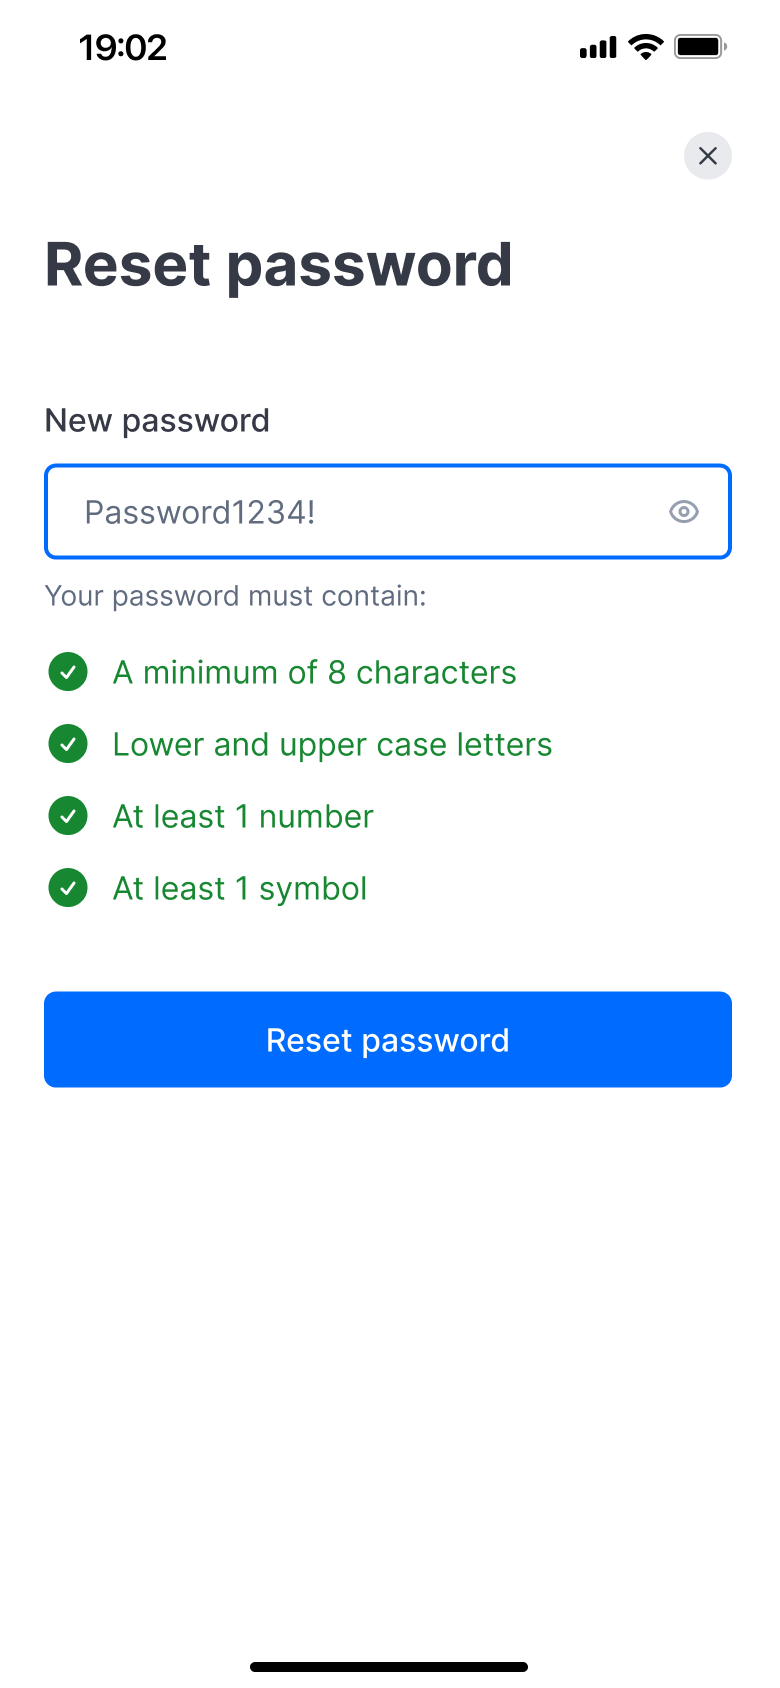 19:02
Reset password
New password
Password1234!
Your password must contain:
A minimum of 8 characters
Lower and upper case letters
At least 1 number
At least 1 symbol
Reset password